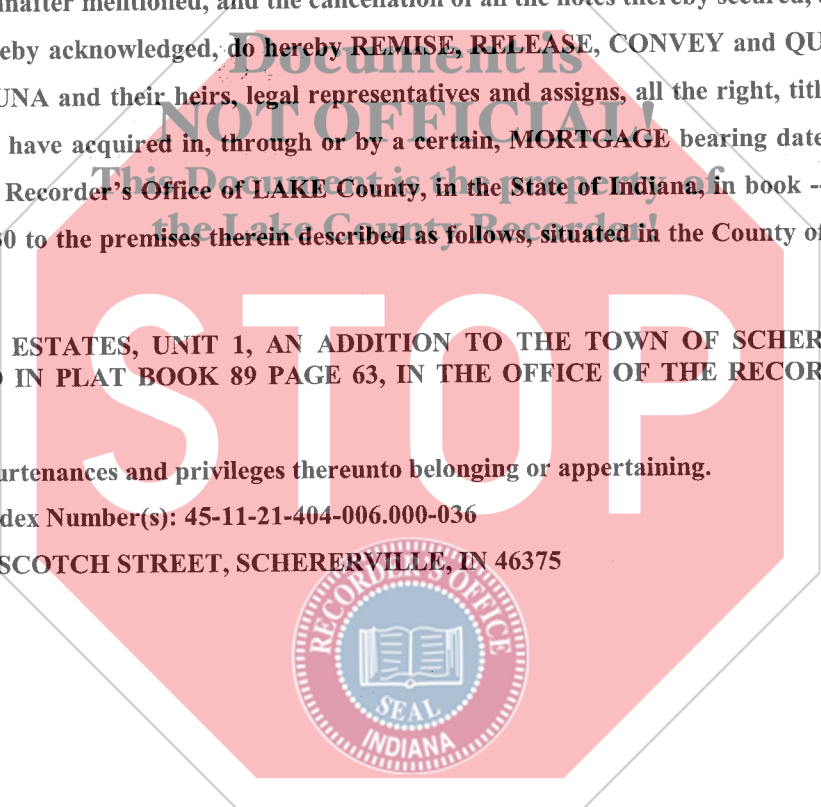 inafter mentioned, and the cancellation of all the notes thereby secured,
eby acknowledged, do hereby REMISE, RELEASE, CONVEY and QU
Document is
UNA and their heirs, legal representatives and assigns, all the right, titl
NOT OFFICIAL!
have acquired in, through or by a certain, MORTGAGE bearing date
This Document is the property of
Recorder's Office of LAKE County, in the State of Indiana, in book -
the Lake County Recorder!
60 to the premises therein described as follows, situated in the County of
ESTATES, UNIT 1, AN ADDITION TO THE TOWN OF SCHER
IN PLAT BOOK 89 PAGE 63, IN THE OFFICE OF THE RECOR
STOP
urtenances and privileges thereunto belonging or appertaining.
dex Number(s): 45-11-21-404-006.000-036
SCOTCH STREET, SCHERERVILLE, IN 46375
RECORDER'S OFFICE
SEAL
INDIANA